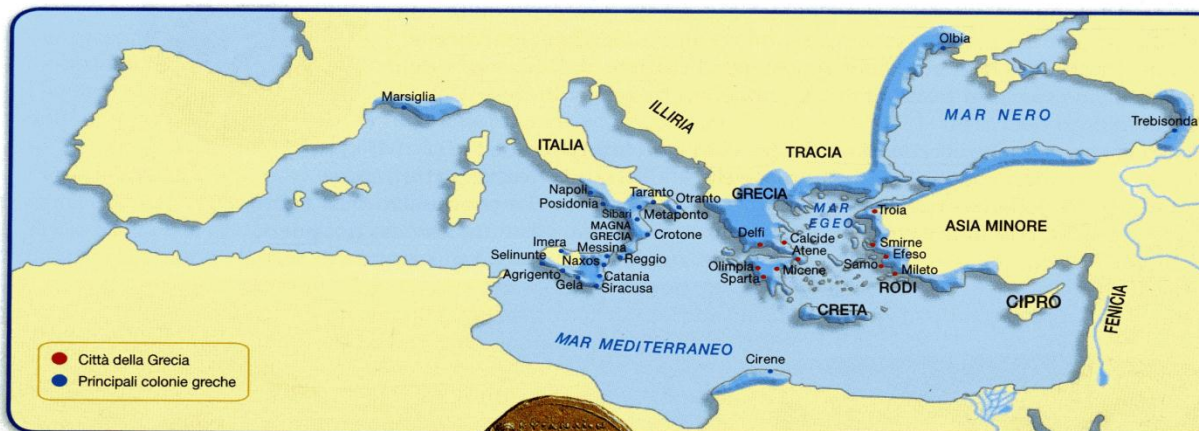 Olbia
Marsiglia
ILLIRIA
MAR NERO
Trebisonda
ITALIA
TRACIA
Napoli
Taranto
Otranto
GRECIA
Posidonia
Sibari
Metaponto
MAR
EGEO
Troia
MAGNA
GRECIA
Crotone
ASIA MINORE
Delfi
Calcide
Smirne
Imera
Messina
Atene
Efeso
Selinunte
Naxos
Reggio
Olimpia
Micene
Samo
Mileto
Agrigento
Catania
Sparta
RODI
Gela
Siracusa
CRETA
CIPRO
FENICIA
MAR MEDITERRANEO
Cirene
Città della Grecia
Principali colonie greche